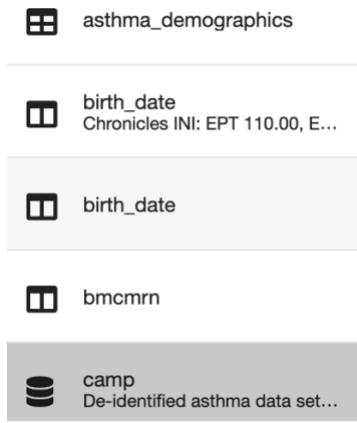 asthma_demographics
birth_date
Chronicles INI: EPT 110.00, E...
birth_date
bmcmrn
camp
De-identified asthma data set...